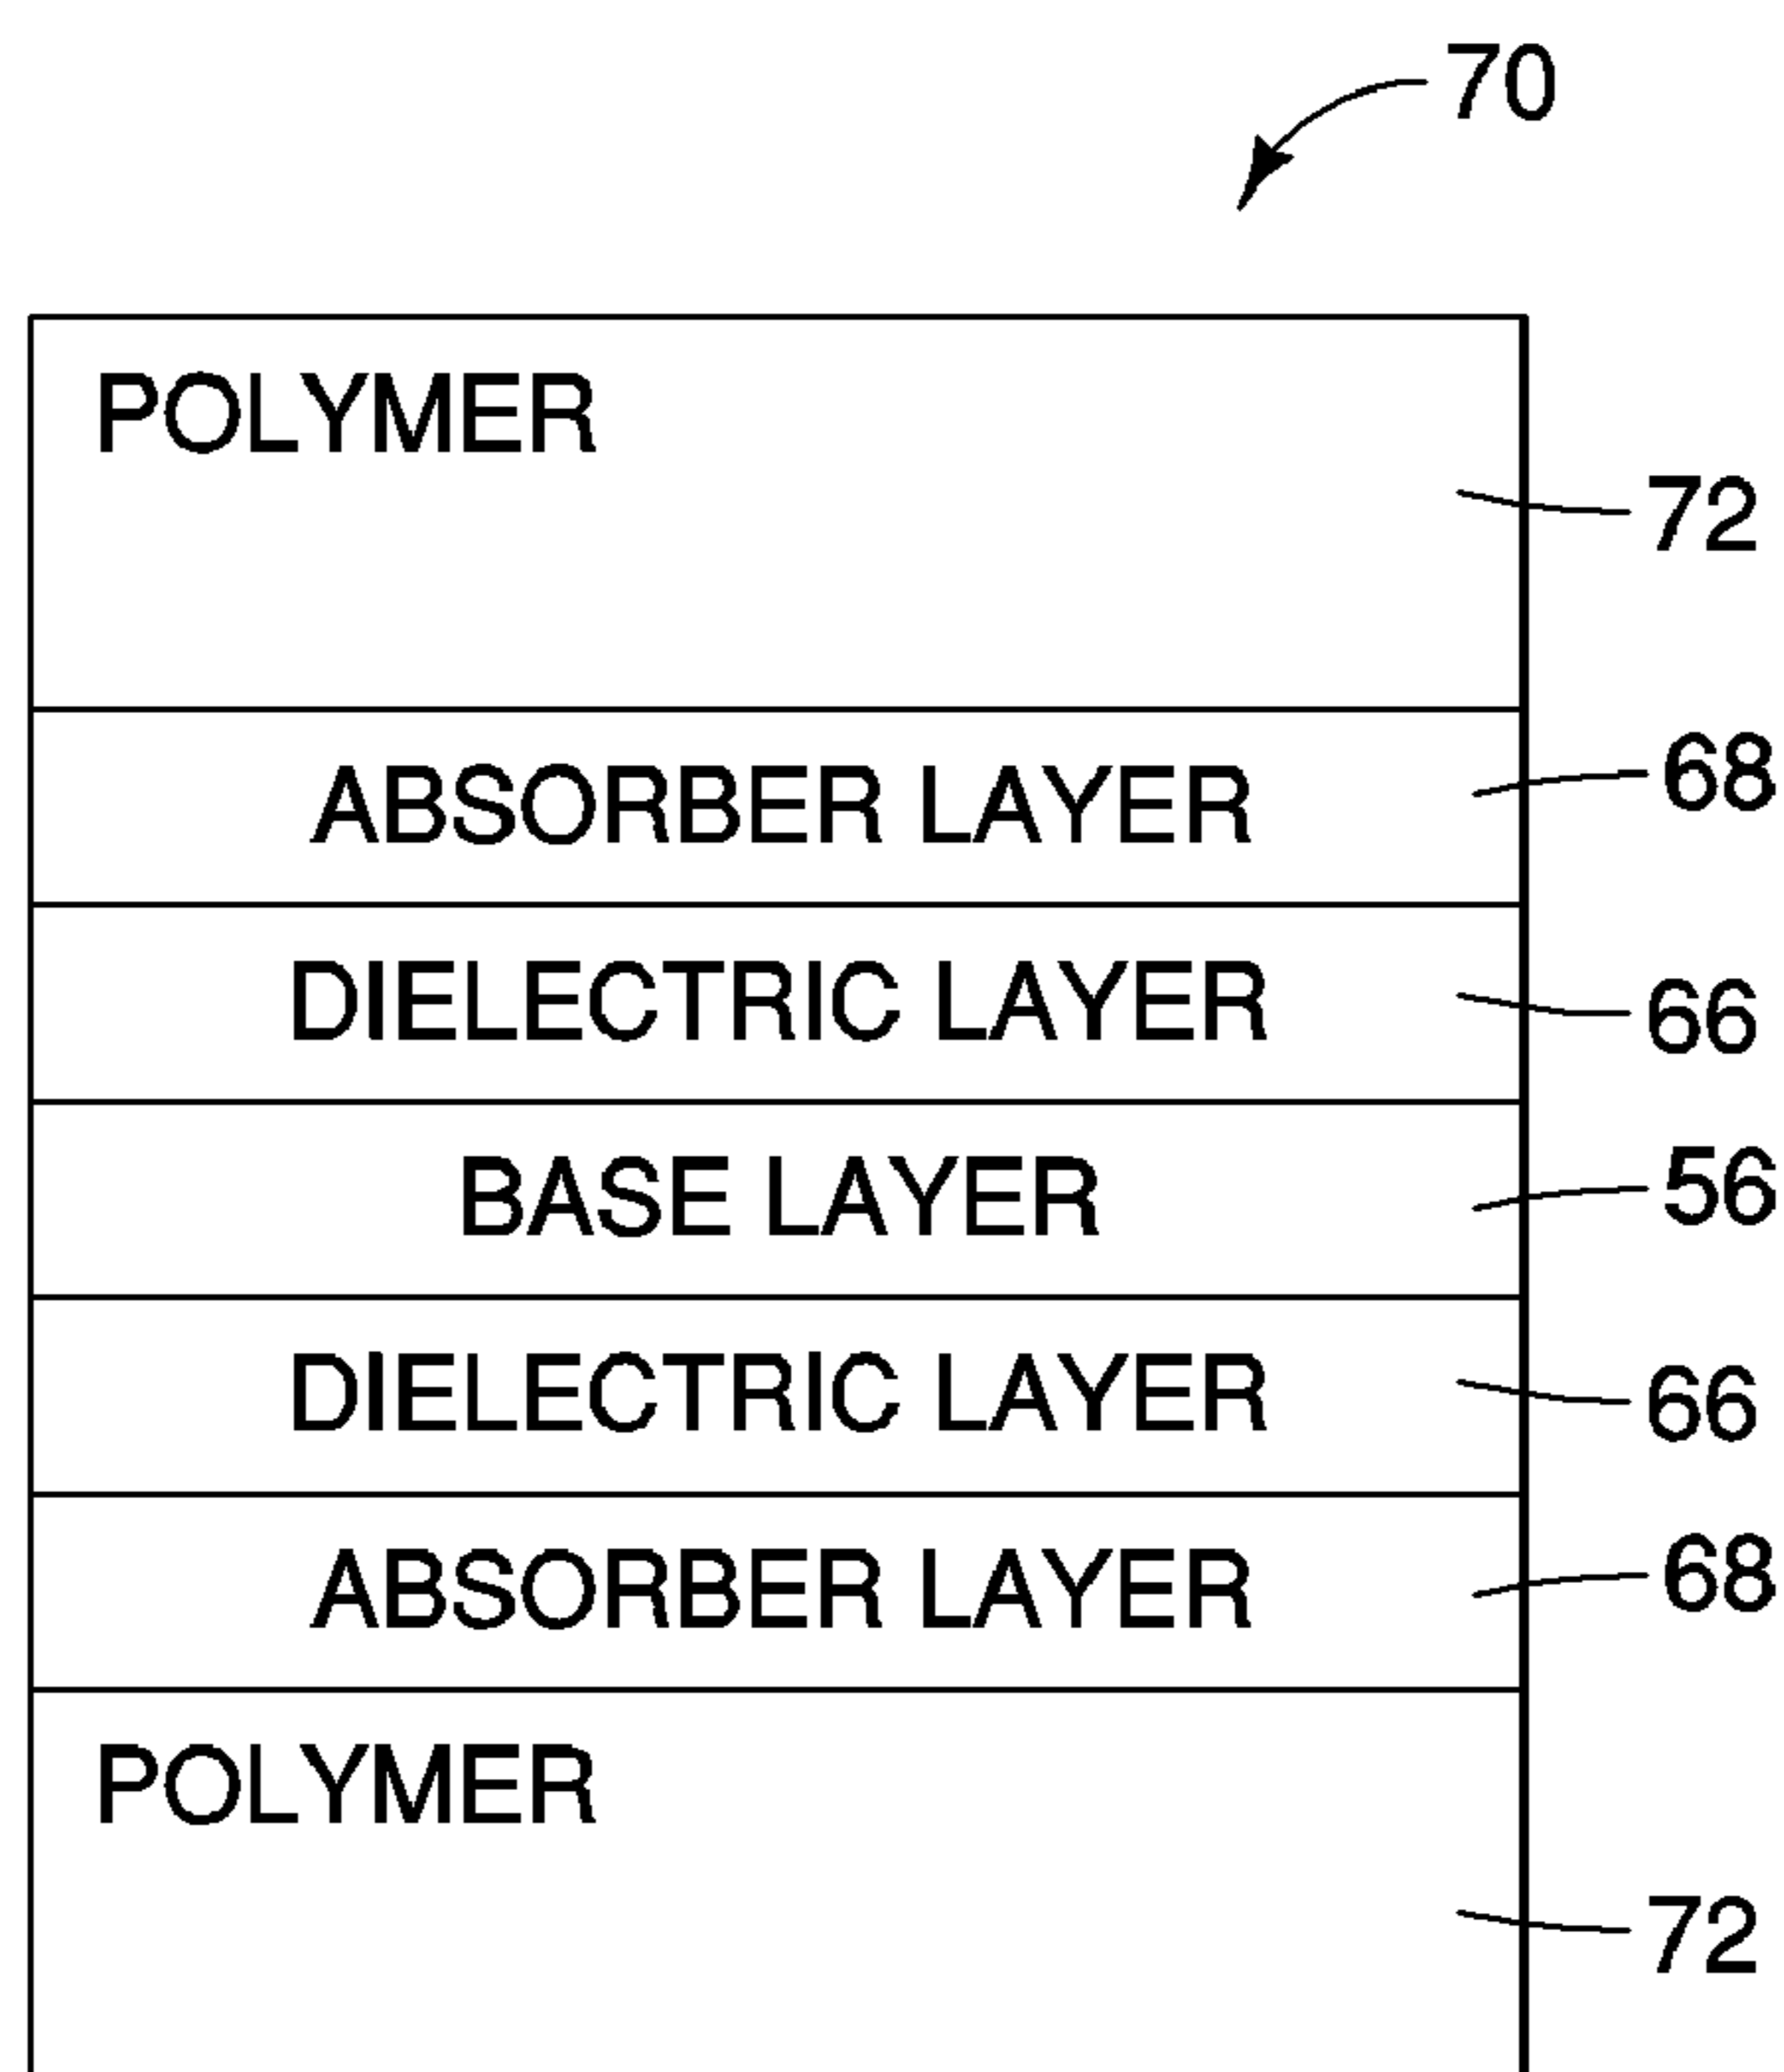 70
POLYMER
72
ABSORBER LAYER
68
DIELECTRIC LAYER
66
BASE LAYER
56
DIELECTRIC LAYER
66
ABSORBER LAYER
68
POLYMER
72